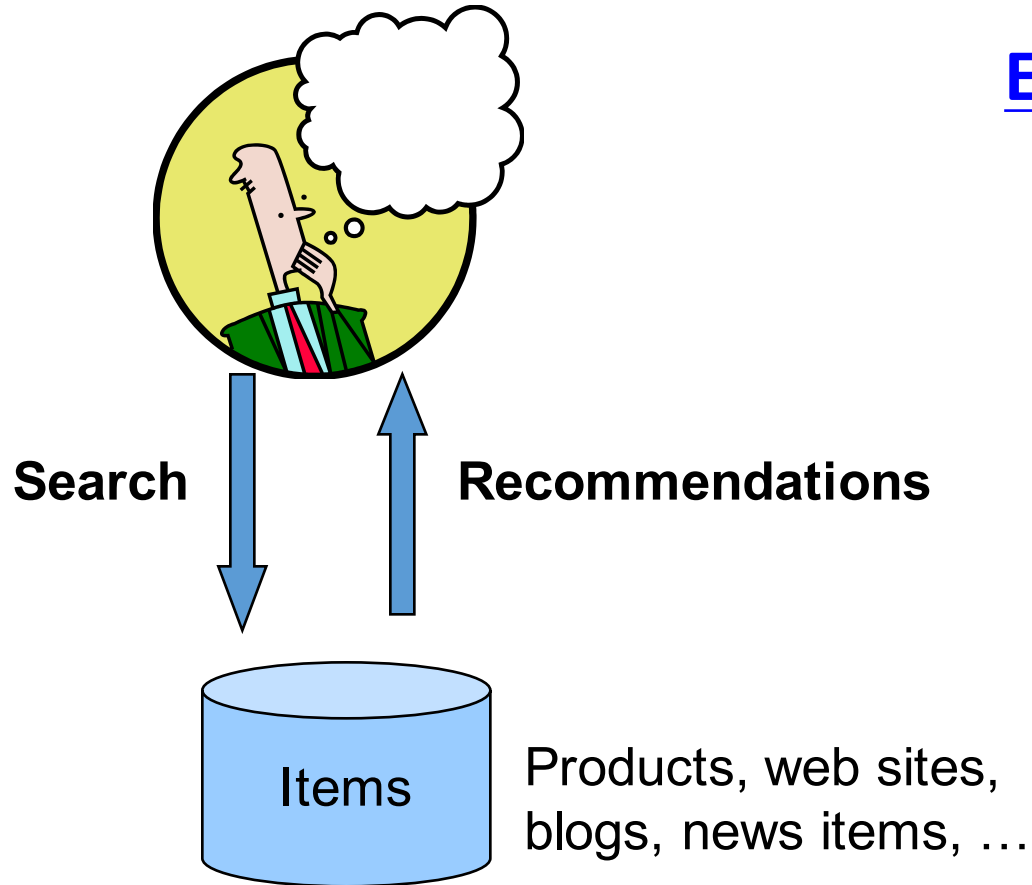 Search
Recommendations
Items
Products, web sites,
blogs, news items, …